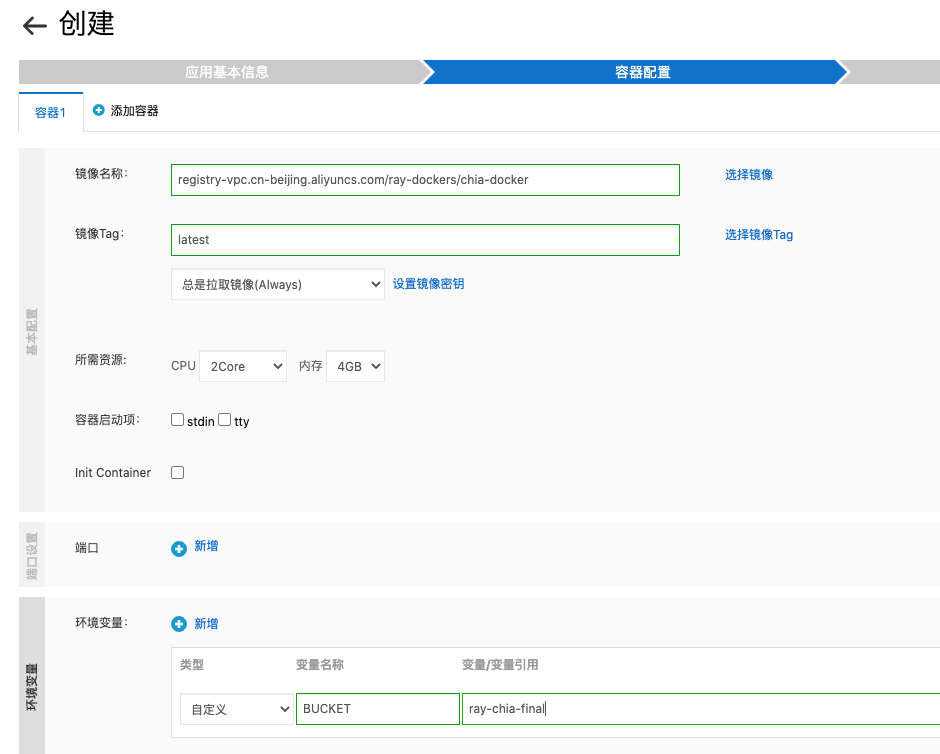 创建
应用基本信息
容器配置
容器1
添加容器
基本配置
镜像名称:
registry-vpc.cn-beijing.aliyuncs.com/ray-dockers/chia-docker
选择镜像
镜像Tag:
latest
选择镜像Tag
总是拉取镜像(Always)
设置镜像密钥
所需资源:
CPU 2Core 内存 4GB
容器启动项:
stdin tty
Init Container
端口设置
端口
新增
环境变量
环境变量:
新增
类型 变量名称 变量/变量引用
自定义 BUCKET ray-chia-final